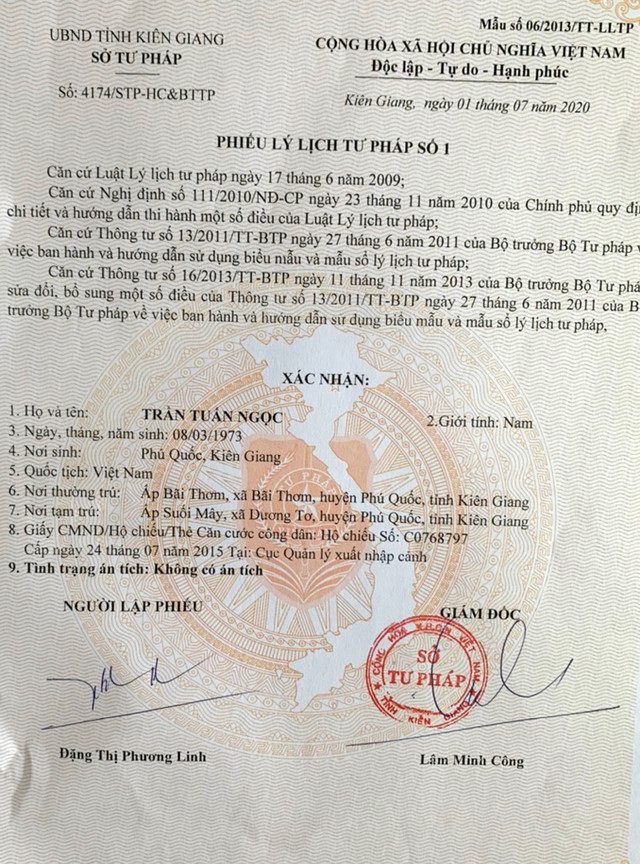 Mẫu số 06/2013/TT-LLTP
UBND TỈNH KIÊN GIANG
SỞ TƯ PHÁP
Số: 4174/STP-HC&BTTP
CỘNG HÒA XÃ HỘI CHỦ NGHĨA VIỆT NAM
Độc lập - Tự do - Hạnh phúc
Kiên Giang, ngày 01 tháng 07 năm 2020
PHIẾU LÝ LỊCH TƯ PHÁP SỐ 1
Căn cứ Luật Lý lịch tư pháp ngày 17 tháng 6 năm 2009;
Căn cứ Nghị định số 111/2010/NĐ-CP ngày 23 tháng 11 năm 2010 của Chính phủ quy đị
chi tiết và hướng dẫn thi hành một số điều của Luật Lý lịch tư pháp;
Căn cứ Thông tư số 13/2011/TT-BTP ngày 27 tháng 6 năm 2011 của Bộ trưởng Bộ Tư pháp
việc ban hành và hướng dẫn sử dụng biểu mẫu và mẫu sổ lý lịch tư pháp;
Căn cứ Thông tư số 16/2013/TT-BTP ngày 11 tháng 11 năm 2013 của Bộ trưởng Bộ Tư phá
sửa đổi, bổ sung một số điều của Thông tư số 13/2011/TT-BTP ngày 27 tháng 6 năm 2011 của B
trưởng Bộ Tư pháp về việc ban hành và hướng dẫn sử dụng biểu mẫu và mẫu sổ lý lịch tư pháp,
XÁC NHẬN:
1. Họ và tên: TRẦN TUẤN NGỌC 2.Giới tính: Nam
3. Ngày, tháng, năm sinh: 08/03/1973
4. Nơi sinh: Phú Quốc, Kiên Giang
5. Quốc tịch: Việt Nam
6. Nơi thường trú: Ấp Bãi Thơm, xã Bãi Thơm, huyện Phú Quốc, tỉnh Kiên Giang
7. Nơi tạm trú: Ấp Suối Mây, xã Dương Tơ, huyện Phú Quốc, tỉnh Kiên Giang
8. Giấy CMND/Hộ chiếu/Thẻ Căn cước công dân: Hộ chiếu Số: C0768797
Cấp ngày 24 tháng 07 năm 2015 Tại: Cục Quản lý xuất nhập cảnh
9. Tình trạng án tích: Không có án tích
NGƯỜI LẬP PHIẾU
GIÁM ĐỐC
CỘNG HÒA X.H.C.N VIỆT NAM
SỞ
TƯ PHÁP
TỈNH KIÊN GIANG
Đặng Thị Phương Linh
Lâm Minh Công